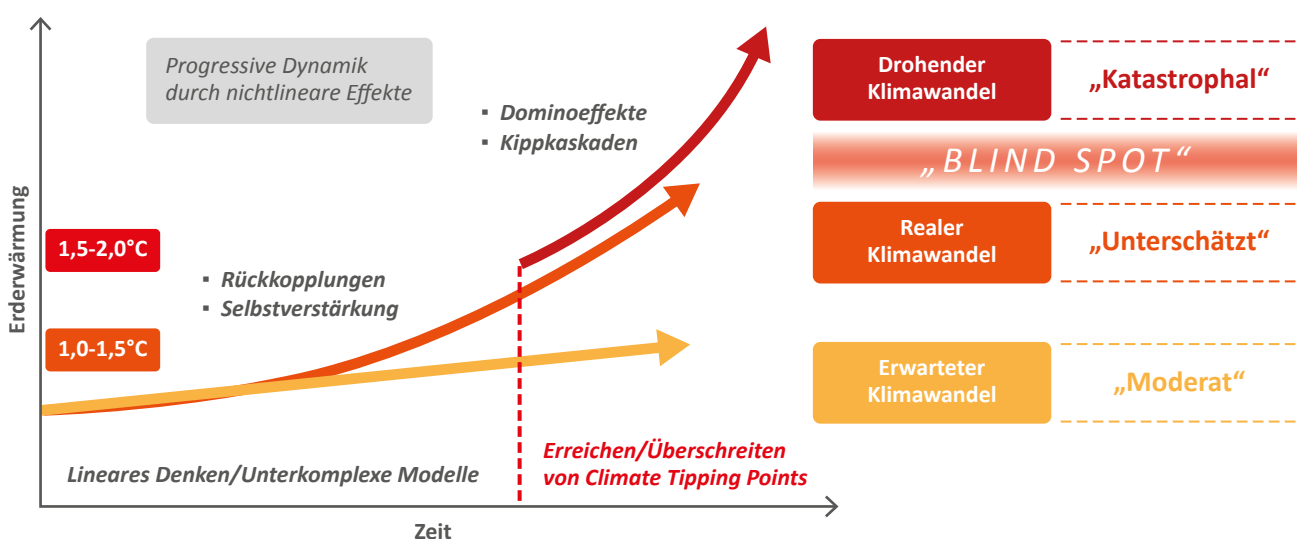 Progressive Dynamik
durch nichtlineare Effekte
▪ Dominoeffekte
▪ Kippkaskaden
Drohender
Klimawandel
„Katastrophal“
„BLIND SPOT“
Erderwärmung
1,5-2,0°C
▪ Rückkopplungen
▪ Selbstverstärkung
Realer
Klimawandel
„Unterschätzt“
1,0-1,5°C
Erwarteter
Klimawandel
„Moderat“
Lineares Denken/Unterkomplexe Modelle
Erreichen/Überschreiten
von Climate Tipping Points
Zeit